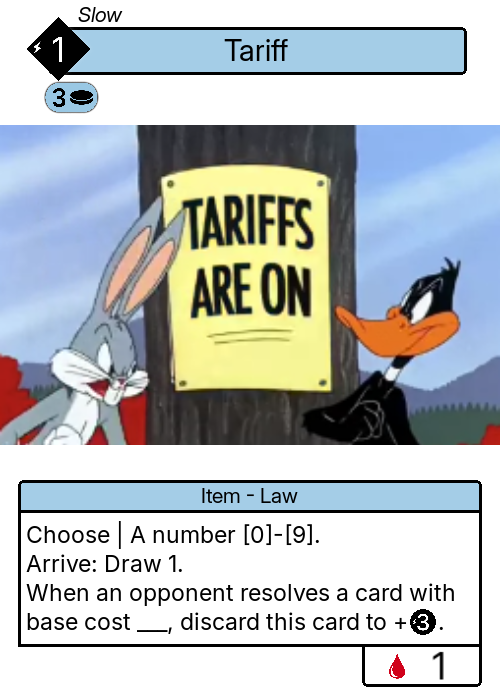 Slow
1
Tariff
3
TARIFFS
ARE ON
Item - Law
Choose | A number [0]-[9].
Arrive: Draw 1.
When an opponent resolves a card with
base cost ___, discard this card to +3.
1